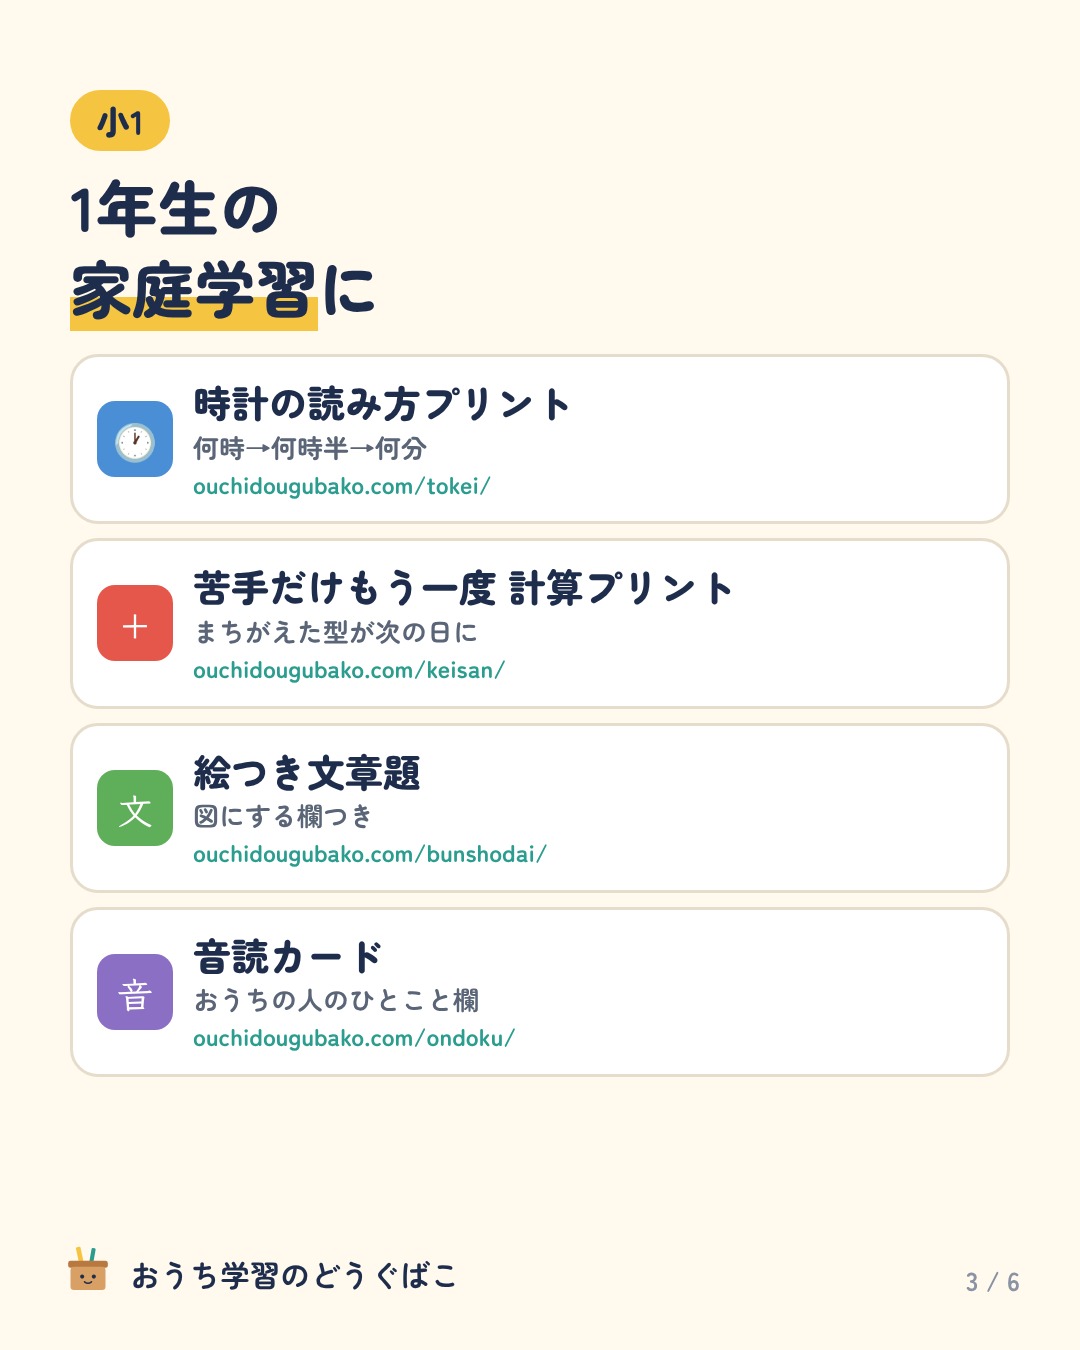 小1
1年生の
家庭学習に
時計の読み方プリント
何時→何時半→何分
ouchidougubako.com/tokei/
+
苦手だけもう一度 計算プリント
まちがえた型が次の日に
ouchidougubako.com/keisan/
文
絵つき文章題
図にする欄つき
ouchidougubako.com/bunshodai/
音
音読カード
おうちの人のひとこと欄
ouchidougubako.com/ondoku/
おうち学習のどうぐばこ
3 / 6